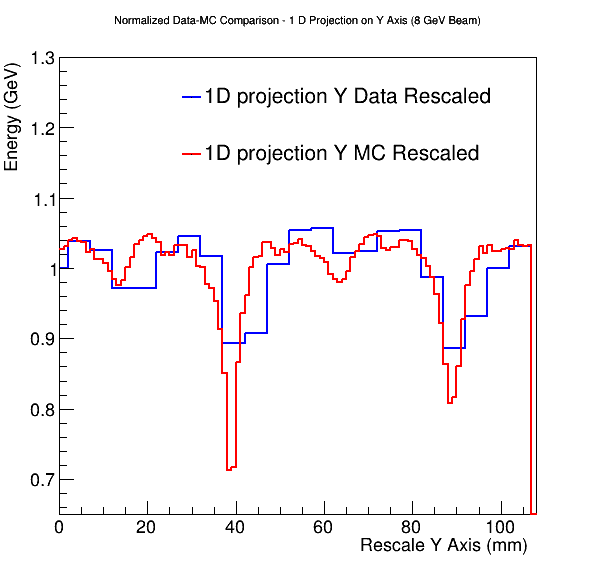 Normalized Data-MC Comparison - 1 D Projection on Y Axis (8 GeV Beam)
Energy (GeV)
1.3
1.2
1.1
1
0.9
0.8
0.7
1D projection Y Data Rescaled
1D projection Y MC Rescaled
0 20 40 60 80 100
Rescale Y Axis (mm)